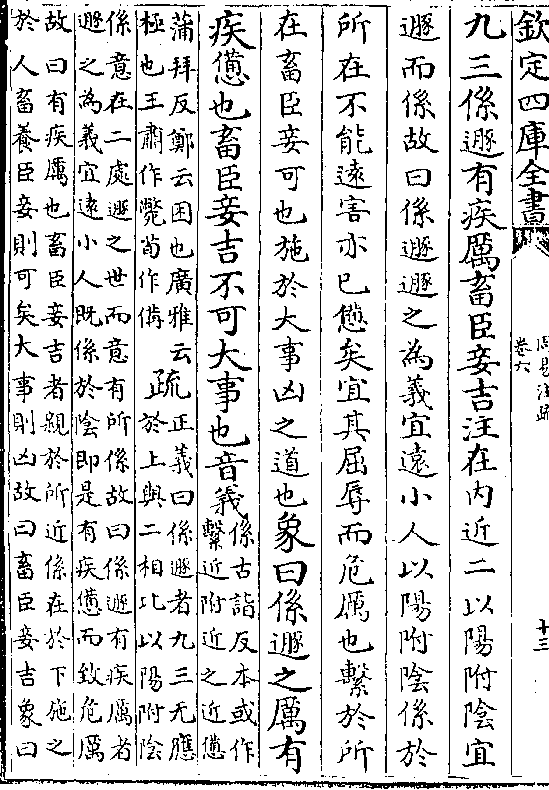 欽定四庫全書
周易注疏
卷六
十三
九三係遯有疾厲畜臣妾吉注在内近二以陽附陰宜
遯而係故曰係遯遯之為義宜遠小人以陽附陰係於
所在不能遠害亦已憊矣宜其屈辱而危厲也繫於所
在畜臣妾可也施於大事凶之道也象曰係遯之厲有
疾憊也畜臣妾吉不可大事也音義係古詣反本或作
繫近附近之近憊
蒲拜反鄭云困也廣雅云
極也王肅作斃荀作備
疏正義曰係遯者九三无應
於上與二相比以陽附陰
係意在二處遯之世而意有所係故曰係遯有疾厲者
遯之為義宜遠小人既係於陰即是有疾憊而致危厲
故曰有疾厲也畜臣妾吉者親於所近係在於下施之
於人畜養臣妾則可矣大事則凶故曰畜臣妾吉象曰